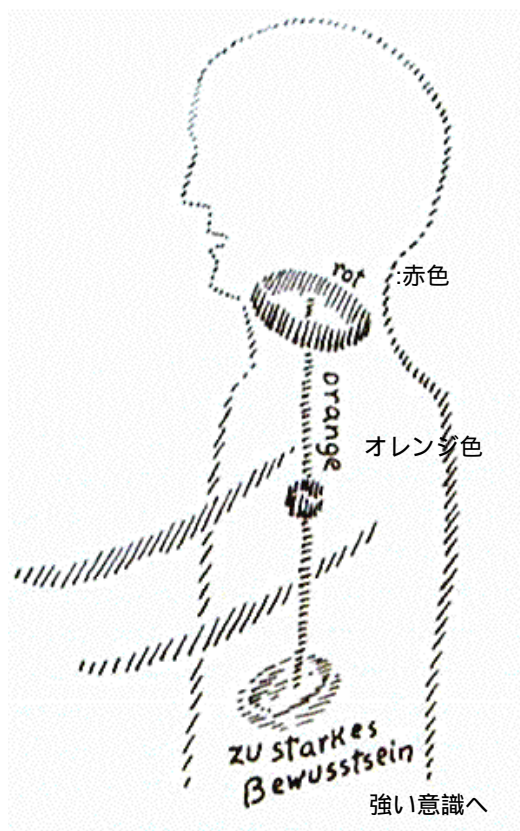 rot :赤色
orange
オレンジ色
zu starkes
Bewusstsein
強い意識へ